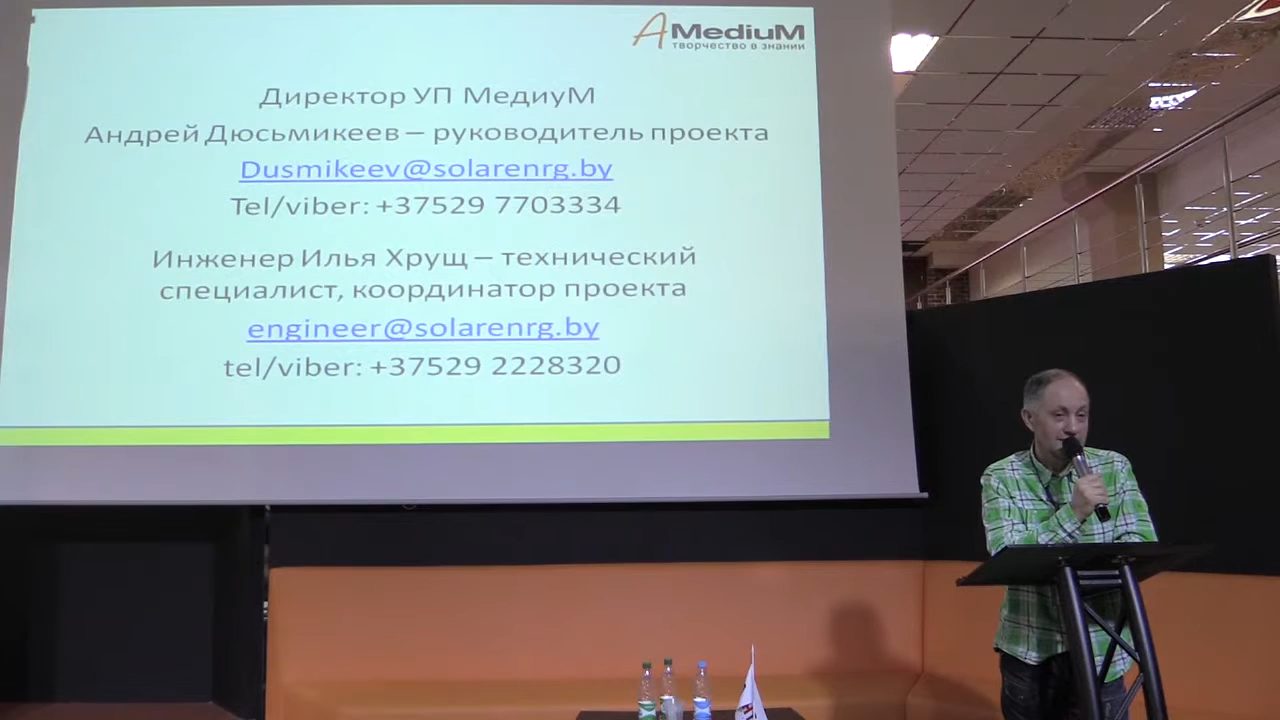 A MediuM
творчество в знании
Директор УП МедиуМ
Андрей Дюсьмикеев – руководитель проекта
Dusmikeev@solarenrg.by
Tel/viber: +37529 7703334
Инженер Илья Хрущ – технический
специалист, координатор проекта
engineer@solarenrg.by
tel/viber: +37529 2228320